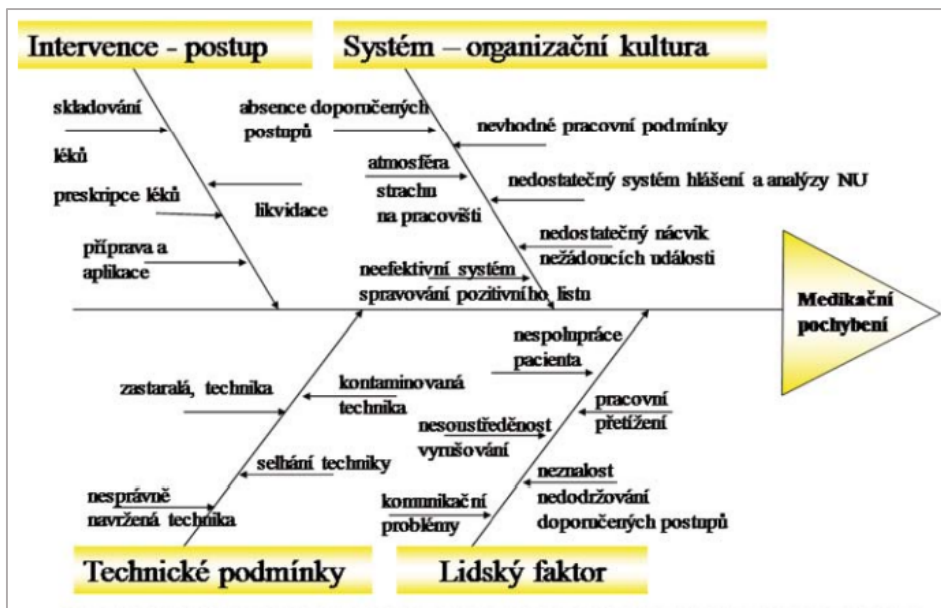 Intervence - postup
Systém – organizační kultura
skladování
léků
preskripce léků
likvidace
příprava a
aplikace
absence doporučených
postupů
nevhodné pracovní podmínky
atmosféra
strachu
na pracovišti
nedostatečný systém hlášení a analýzy NU
nedostatečný nácvik
nežádoucích události
neefektivní systém
spravování pozitivního listu
Medikační
pochybení
zastaralá, technika
kontaminovaná
technika
selhání techniky
nesprávně
navržená technika
nespolupráce
pacienta
pracovní
přetížení
nesoustředěnost
vyrušování
neznalost
nedodržování
doporučených postupů
komunikační
problémy
Technické podmínky
Lidský faktor